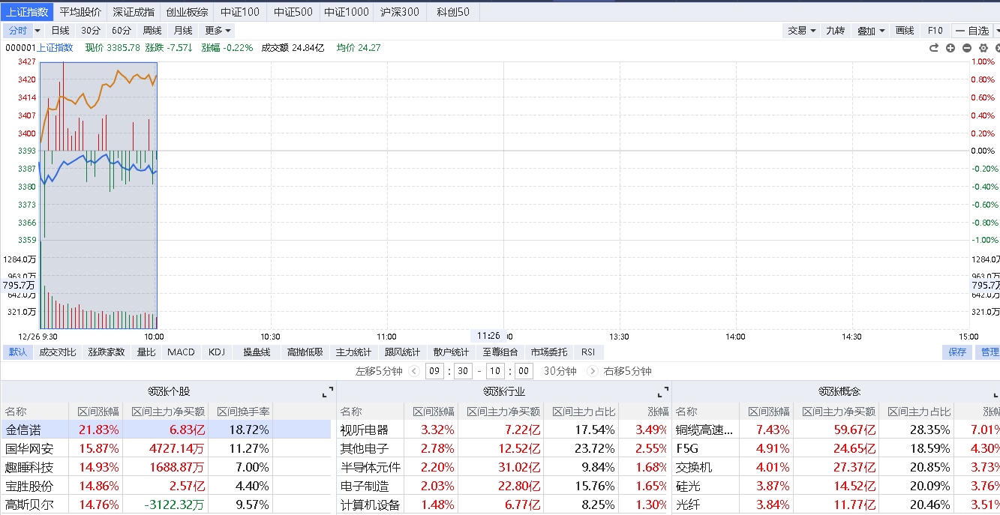 上证指数 平均股价 深证成指 创业板综 中证100 中证500 中证1000 沪深300 科创50
分时 日线 30分 60分 周线 月线 更多 交易 九转 叠加 画线 F10 一自选
000001上证指数 现价 3385.78 涨跌 -7.57↓ 涨幅 -0.22% 成交额 24.84亿 均价 24.27
3427 1.00%
3420 0.80%
3414 0.60%
3407 0.40%
3400 0.20%
3393 0.00%
3387 -0.20%
3380 -0.40%
3373 -0.60%
3366 -0.80%
3359 -1.00%
1284.0万 1284.0万
963.0万 963.0万
795.7万 795.7万
642.0万 642.0万
321.0万 321.0万
12/26 9:30 10:00 10:30 11:00 11:26 13:30 14:00 14:30 15:00
默认 成交对比 涨跌家数 量比 MACD KDJ 操盘线 高抛低吸 主力统计 跟风统计 散户统计 至尊组合 市场委托 RSI 保存 管理
左移5分钟 09 : 30 - 10 : 00 30分钟 右移5分钟
领涨个股 领涨行业 领涨概念
名称 区间涨幅 区间主力净买额 区间换手率 名称 区间涨幅 区间主力净买额 区间主力占比 涨幅 名称 区间涨幅 区间主力净买额 区间主力占比 涨幅
金信诺 21.83% 6.83亿 18.72% 视听电器 3.32% 7.22亿 17.54% 3.49% 铜缆高速... 7.43% 59.67亿 28.35% 7.01%
国华网安 15.87% 4727.14万 11.27% 其他电子 2.78% 12.52亿 23.72% 2.55% F5G 4.91% 24.65亿 18.59% 4.30%
趣睡科技 14.93% 1688.87万 7.00% 半导体元件 2.20% 31.02亿 9.84% 1.68% 交换机 4.01% 27.37亿 20.85% 3.73%
宝胜股份 14.86% 2.57亿 4.40% 电子制造 2.03% 22.80亿 15.76% 1.65% 硅光 3.87% 14.52亿 20.09% 3.76%
高斯贝尔 14.76% -3122.32万 9.57% 计算机设备 1.48% 6.77亿 8.25% 1.30% 光纤 3.84% 11.77亿 20.46% 3.51%